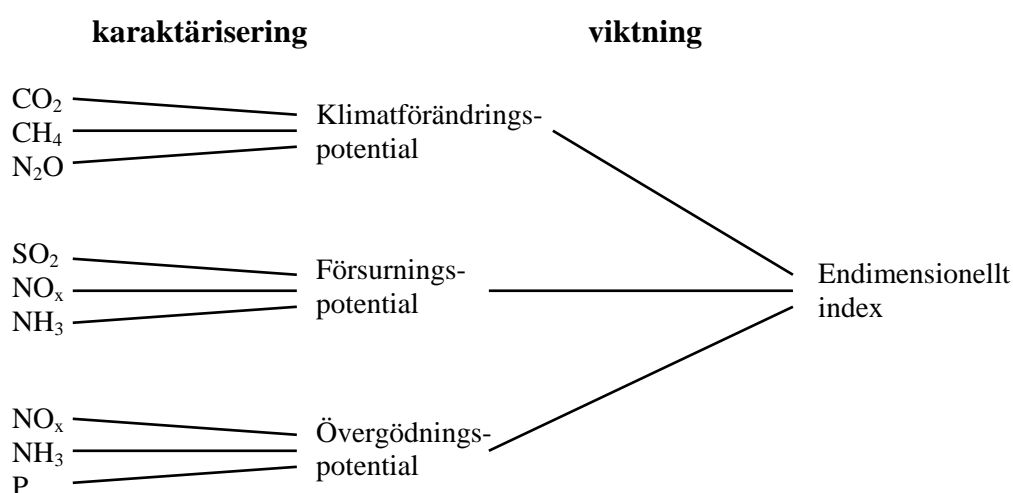 karaktärisering viktning
CO₂
CH₄
N₂O
Klimatförändrings-
potential
SO₂
NOₓ
NH₃
Försurnings-
potential
Endimensionellt
index
NOₓ
NH₃
P
Övergödnings-
potential